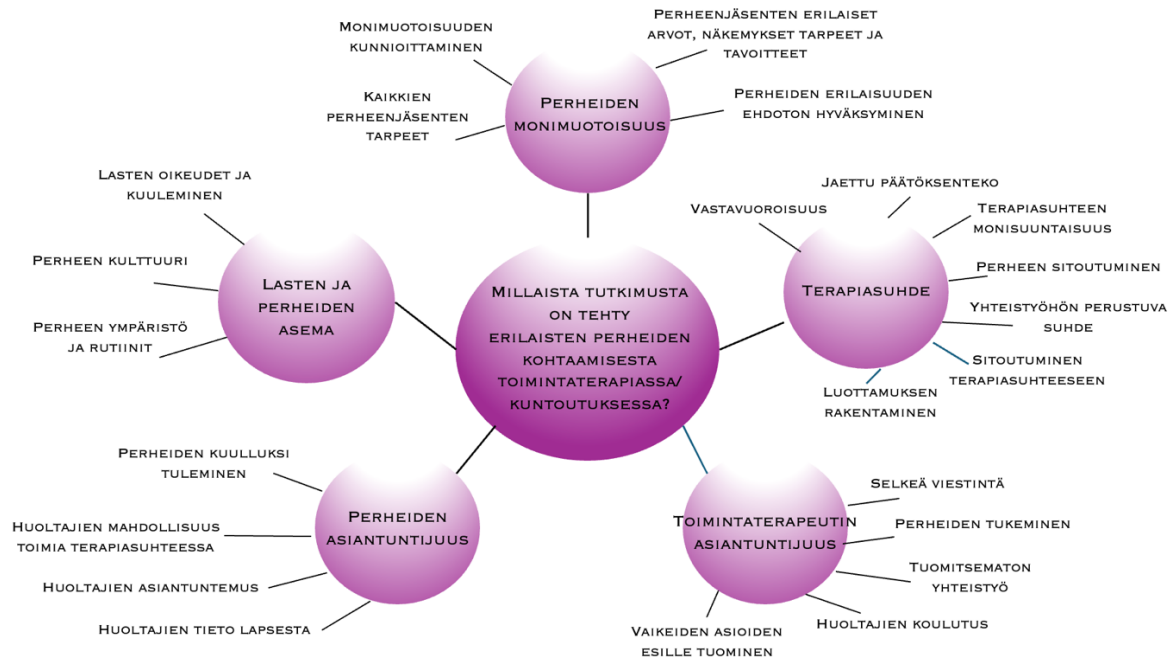 Perheenjäsenten erilaiset
arvot, näkemykset tarpeet ja
tavoitteet
Monimuotoisuuden
kunnioittaminen
Kaikkien
perheenjäsenten
tarpeet
Perheiden
monimuotoisuus
Perheiden erilaisuuden
ehdoton hyväksyminen
Lasten oikeudet ja
kuuleminen
Perheen kulttuuri
Perheen ympäristö
ja rutiinit
Lasten ja
perheiden
asema
Millaista tutkimusta
on tehty
erilaisten perheiden
kohtaamisesta
toimintaterapiassa/
kuntoutuksessa?
Jaettu päätöksenteko
Vastavuoroisuus
Terapiasuhteen
monisuuntaisuus
Terapiasuhde
Perheen sitoutuminen
Yhteistyöhön perustuva
suhde
Sitoutuminen
terapiasuhteeseen
Luottamuksen
rakentaminen
Perheiden kuulluksi
tuleminen
Huoltajien mahdollisuus
toimia terapiasuhteessa
Huoltajien asiantuntemus
Huoltajien tieto lapsesta
Perheiden
asiantuntijuus
Toimintaterapeutin
asiantuntijuus
Selkeä viestintä
Perheiden tukeminen
Tuomitsematon
yhteistyö
Huoltajien koulutus
Vaikeiden asioiden
esille tuominen